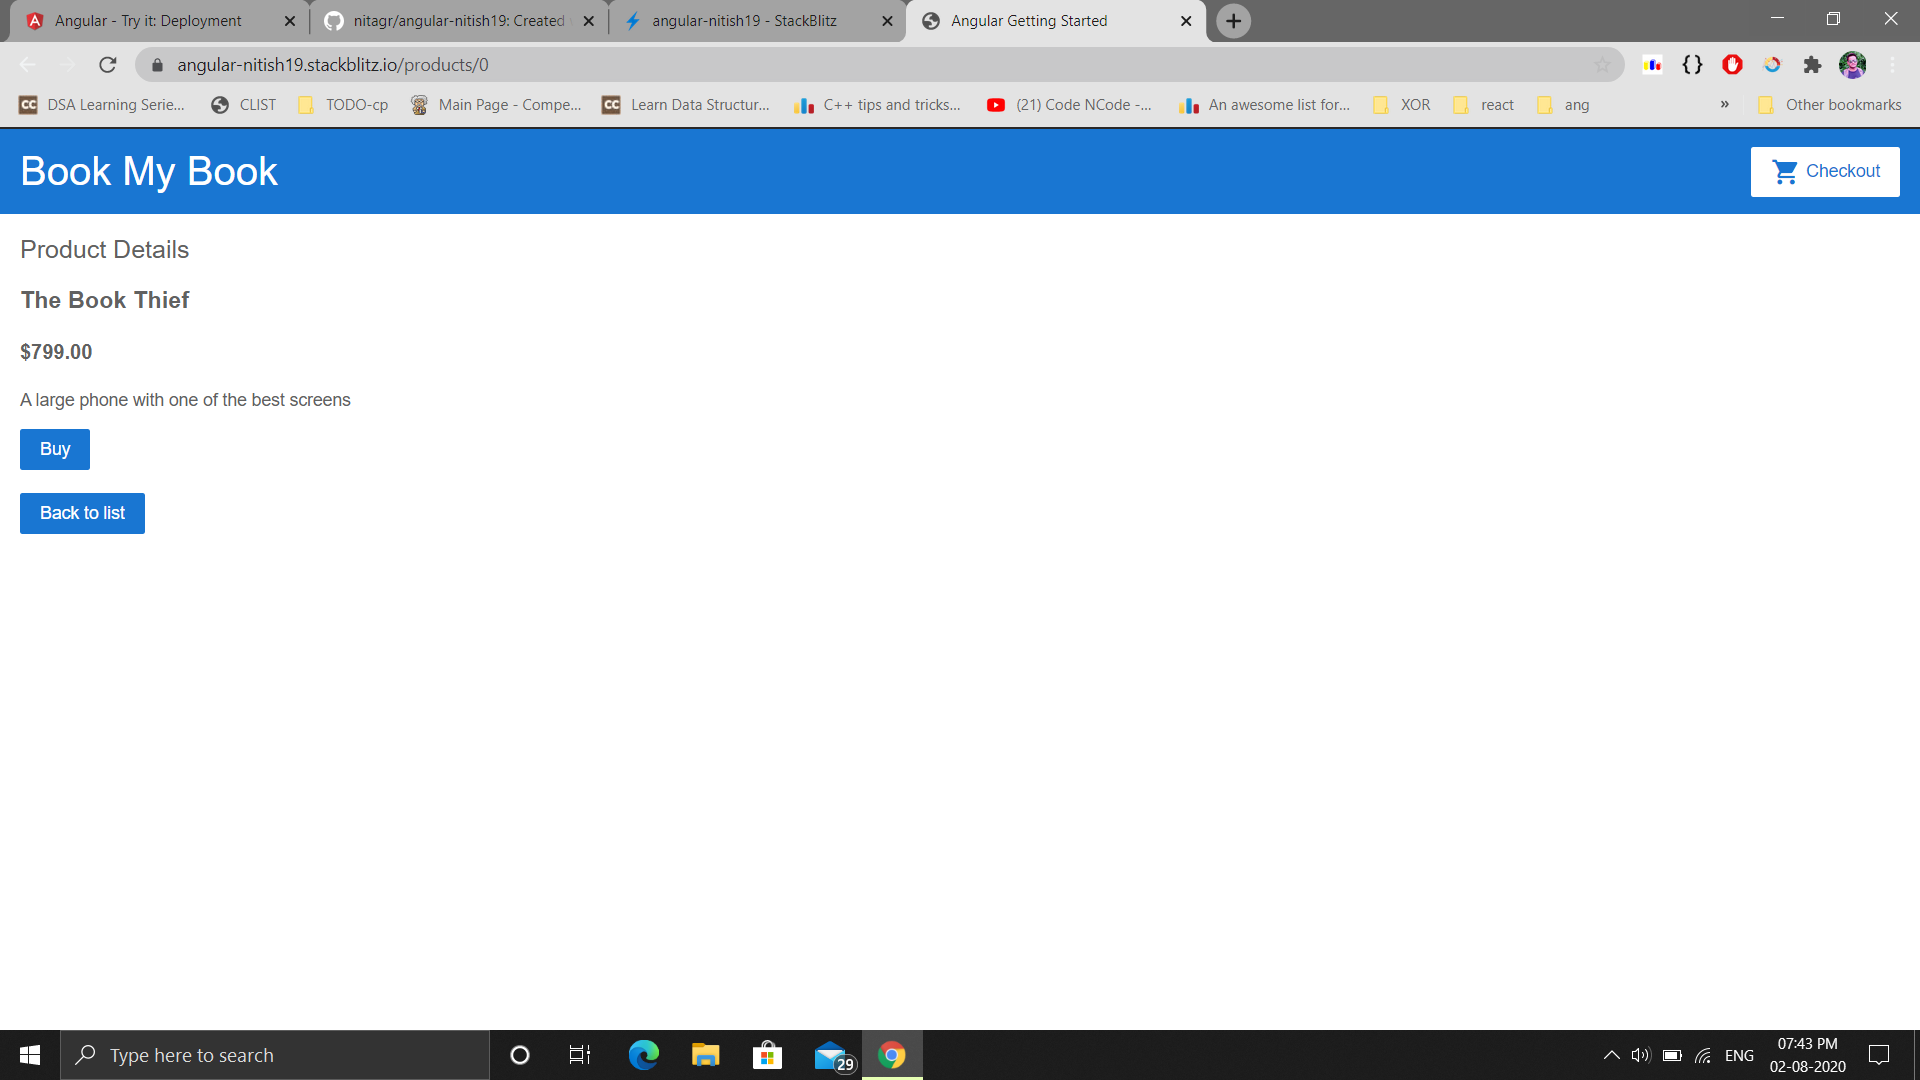 Angular - Try it: Deployment
nitagr/angular-nitish19: Created
angular-nitish19 - StackBlitz
Angular Getting Started
angular-nitish19.stackblitz.io/products/0
CC DSA Learning Serie...
CLIST
TODO-cp
Main Page - Compe...
CC Learn Data Structur...
C++ tips and tricks...
(21) Code NCode -...
An awesome list for...
XOR
react
ang
»
Other bookmarks
Book My Book
Checkout
Product Details
The Book Thief
$799.00
A large phone with one of the best screens
Buy
Back to list
Type here to search
29
ENG
07:43 PM
02-08-2020